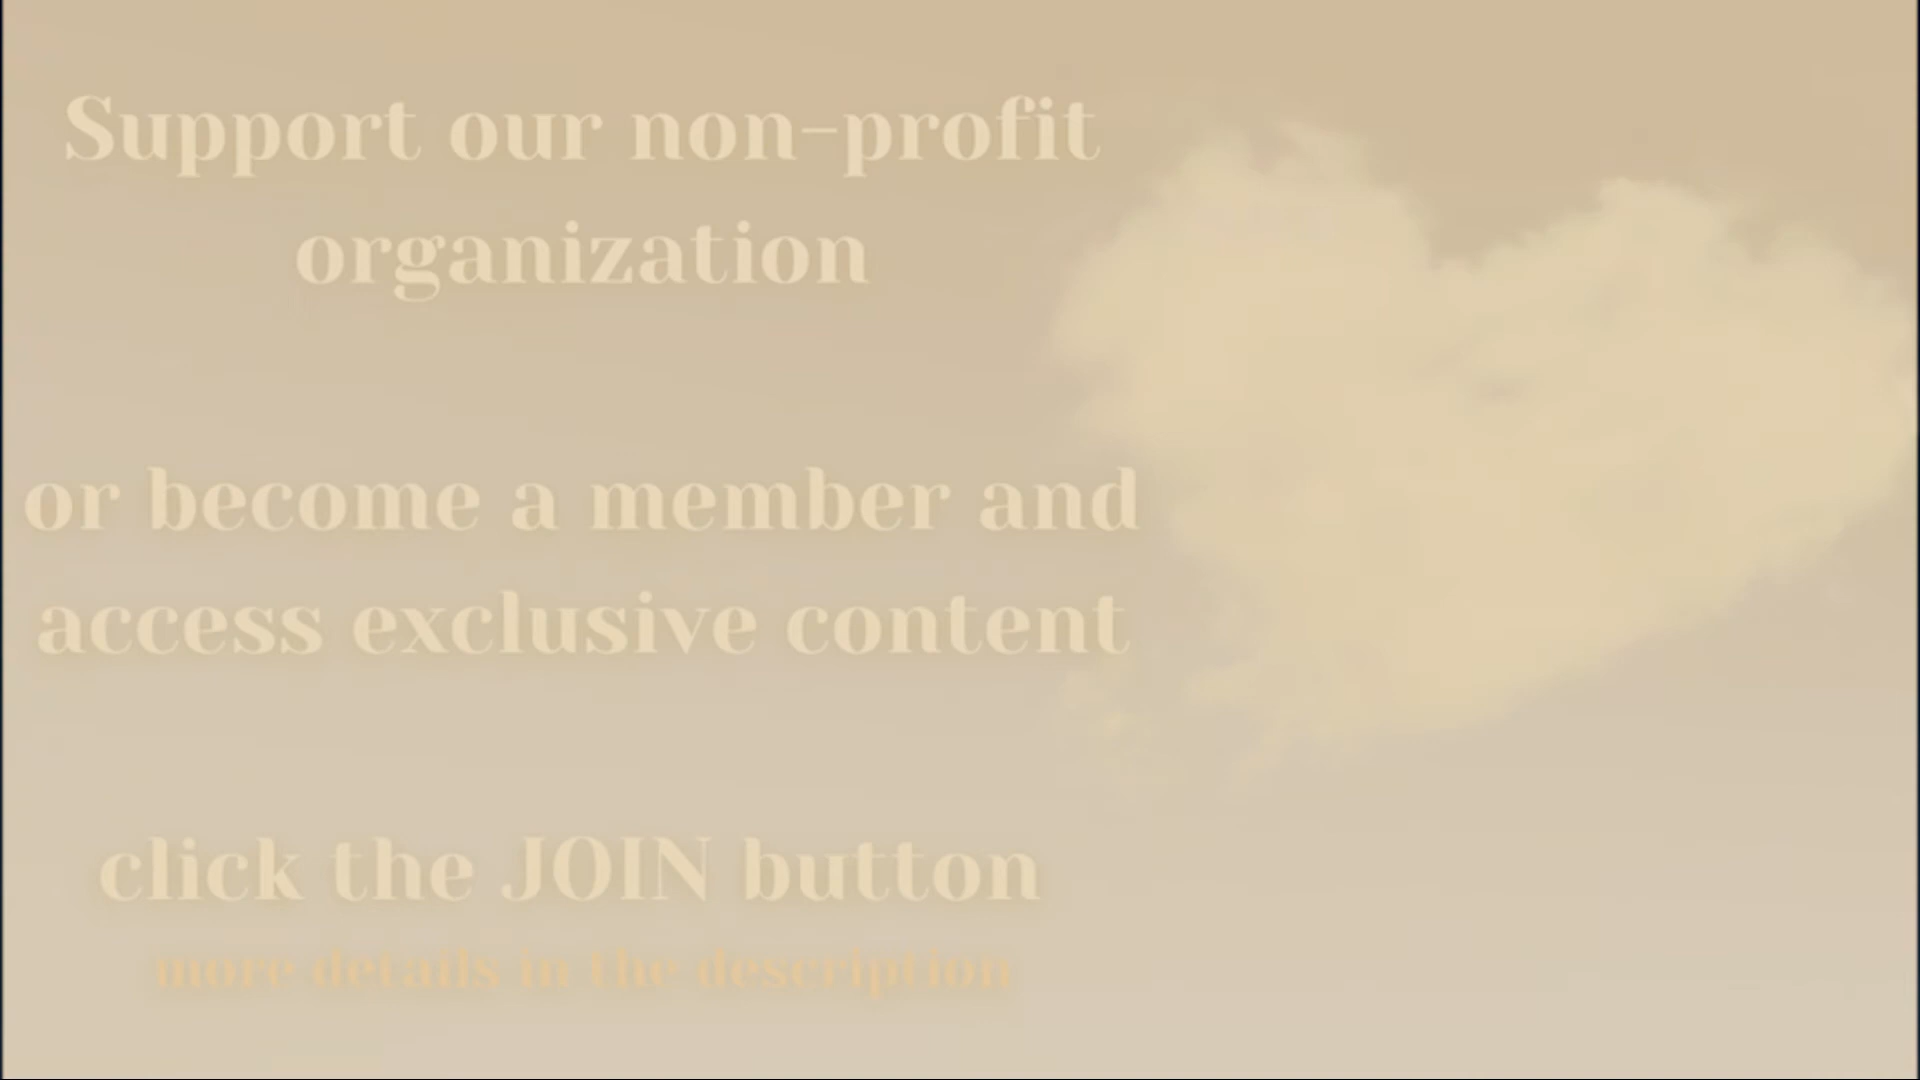 Support our non-profit
organization
or become a member and
access exclusive content
click the JOIN button
more details in the description